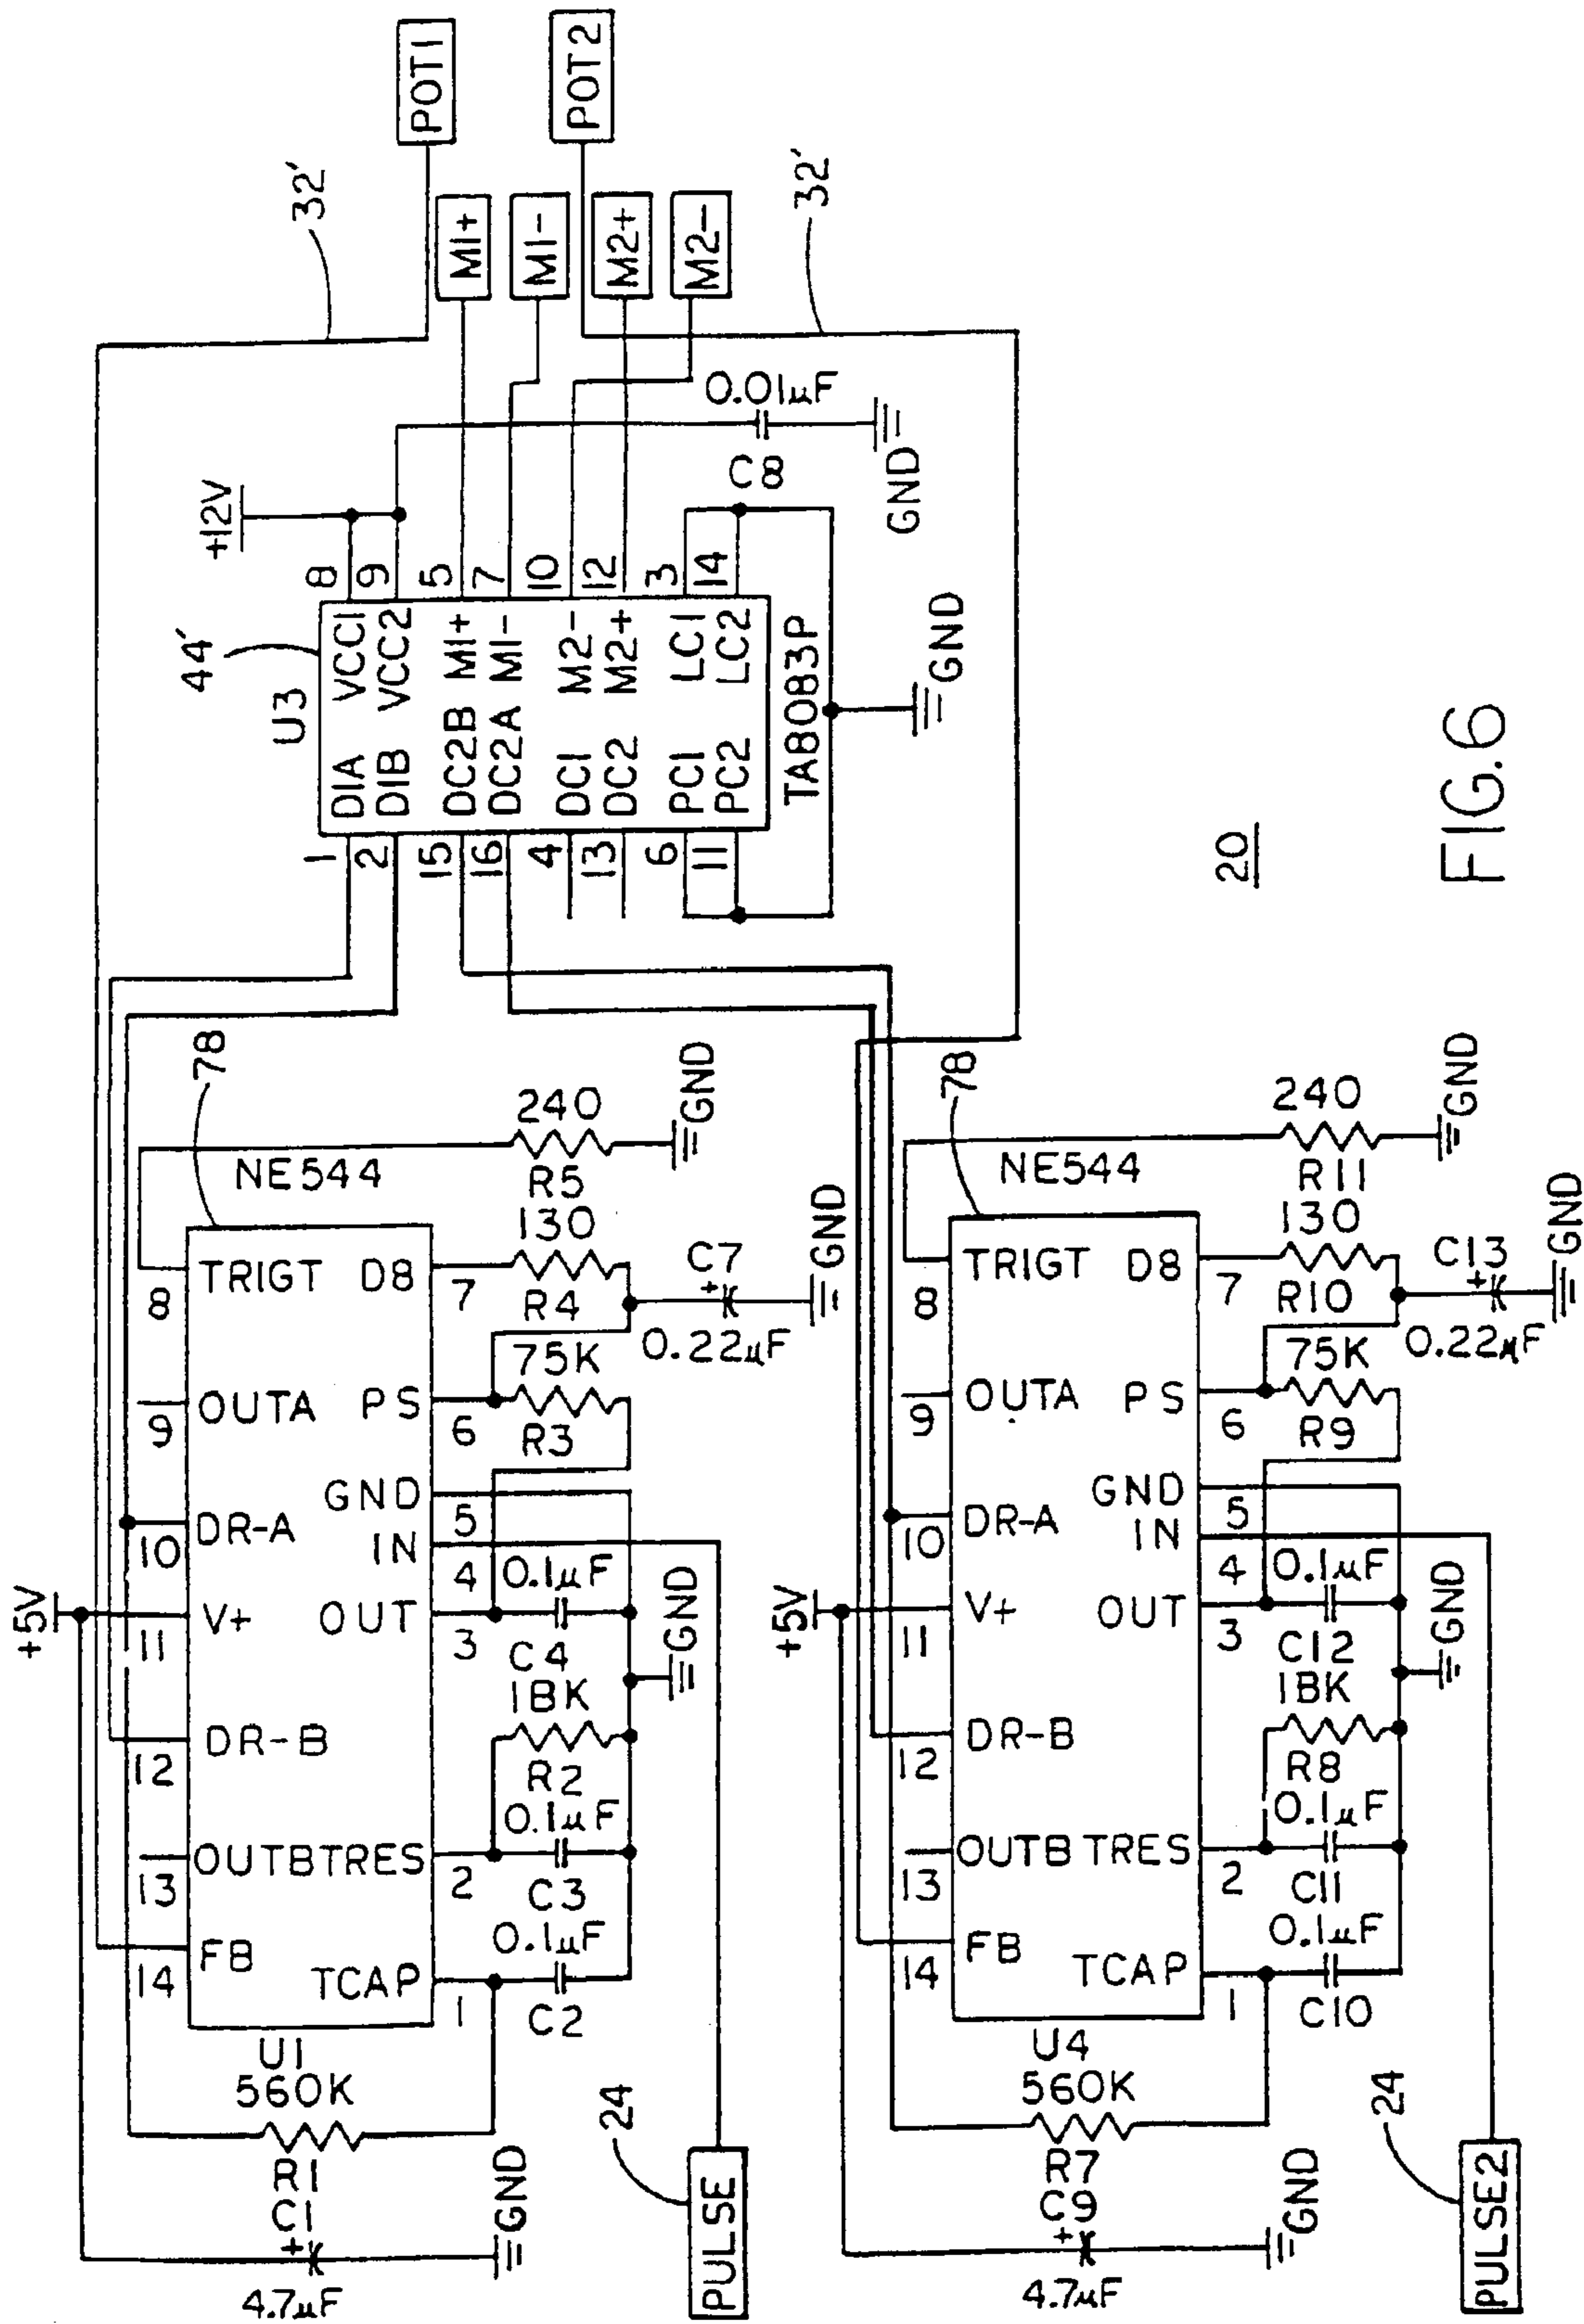 +5V
+12V
32'
POT1
POT2
32'
M1+
M1-
M2+
M2-
44'
U3
1 DIA VCC1 8
2 DIB VCC2 9
15 DC2B M1+ 5
16 DC2A M1- 7
4 DC1 M2- 10
13 DC2 M2+ 12
6 PC1 LC1 3
11 PC2 LC2 14
TA8083P
GND
0.01µF
C8
GND
78
NE544
240
R5
GND
8 TRIGT D8 7
130
R4
C7
0.22µF
GND
9 OUTA PS 6
75K
R3
GND 5
10 DR-A
IN 4
11 V+ OUT 3
0.1µF
C4
GND
12 DR-B
18K
R2
13 OUTB TRES 2
0.1µF
C3
14 FB TCAP 1
0.1µF
C2
U1
560K
R1
C1
+
4.7µF
GND
24
PULSE
+5V
78
NE544
240
R11
GND
8 TRIGT D8 7
130
R10
C13
0.22µF
GND
9 OUTA PS 6
75K
R9
GND 5
10 DR-A
IN 4
11 V+ OUT 3
0.1µF
C12
GND
12 DR-B
18K
R8
13 OUTB TRES 2
0.1µF
C11
14 FB TCAP 1
0.1µF
C10
U4
560K
R7
C9
+
4.7µF
GND
24
PULSE2
20
FIG.6